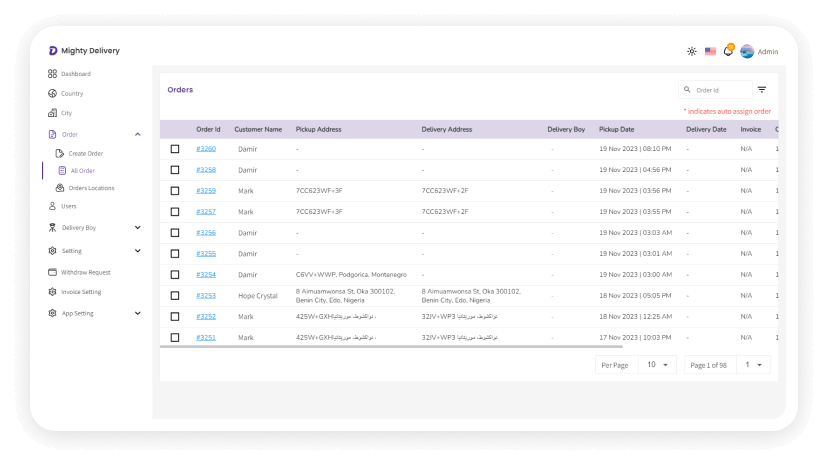 Mighty Delivery
Admin
Dashboard
Country
City
Order
Create Order
All Order
Orders Locations
Users
Delivery Boy
Setting
Withdraw Request
Invoice Setting
App Setting
Orders
Order Id
* indicates auto assign order
Order Id Customer Name Pickup Address Delivery Address Delivery Boy Pickup Date Delivery Date Invoice C
#3260 Damir - - - 19 Nov 2023 | 08:10 PM - N/A 1
#3258 Damir - - - 19 Nov 2023 | 04:56 PM - N/A 1
#3259 Mark 7CC623WF+3F 7CC623WF+2F - 19 Nov 2023 | 03:56 PM - N/A 1
#3257 Mark 7CC623WF+3F 7CC623WF+2F - 19 Nov 2023 | 03:55 PM - N/A 1
#3256 Damir - - - 19 Nov 2023 | 03:03 AM - N/A 1
#3255 Damir - - - 19 Nov 2023 | 03:01 AM - N/A 1
#3254 Damir C6VV+WWP, Podgorica, Montenegro - - 19 Nov 2023 | 03:00 AM - N/A 1
#3253 Hope Crystal 8 Aimuamwonsa St, Oka 300102, Benin City, Edo, Nigeria 8 Aimuamwonsa St, Oka 300102, Benin City, Edo, Nigeria - 18 Nov 2023 | 05:05 PM - N/A 1
#3252 Mark 425W+GXH، نواكشوط، موريتانيا 32JV+WP3 نواكشوط، موريتانيا - 18 Nov 2023 | 12:25 AM - N/A 1
#3251 Mark 425W+GXH، نواكشوط، موريتانيا 32JV+WP3 نواكشوط، موريتانيا - 17 Nov 2023 | 10:03 PM - N/A 1
Per Page 10 Page 1 of 98 1